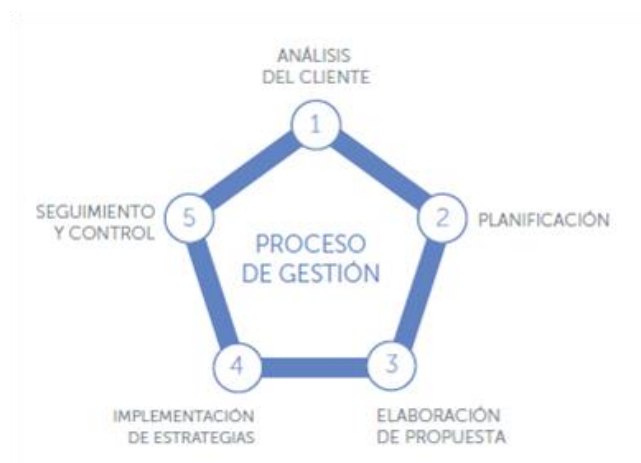 ANÁLISIS
DEL CLIENTE
1
SEGUIMIENTO
Y CONTROL
5
2
PLANIFICACIÓN
PROCESO
DE GESTIÓN
4
3
IMPLEMENTACIÓN
DE ESTRATEGIAS
ELABORACIÓN
DE PROPUESTA